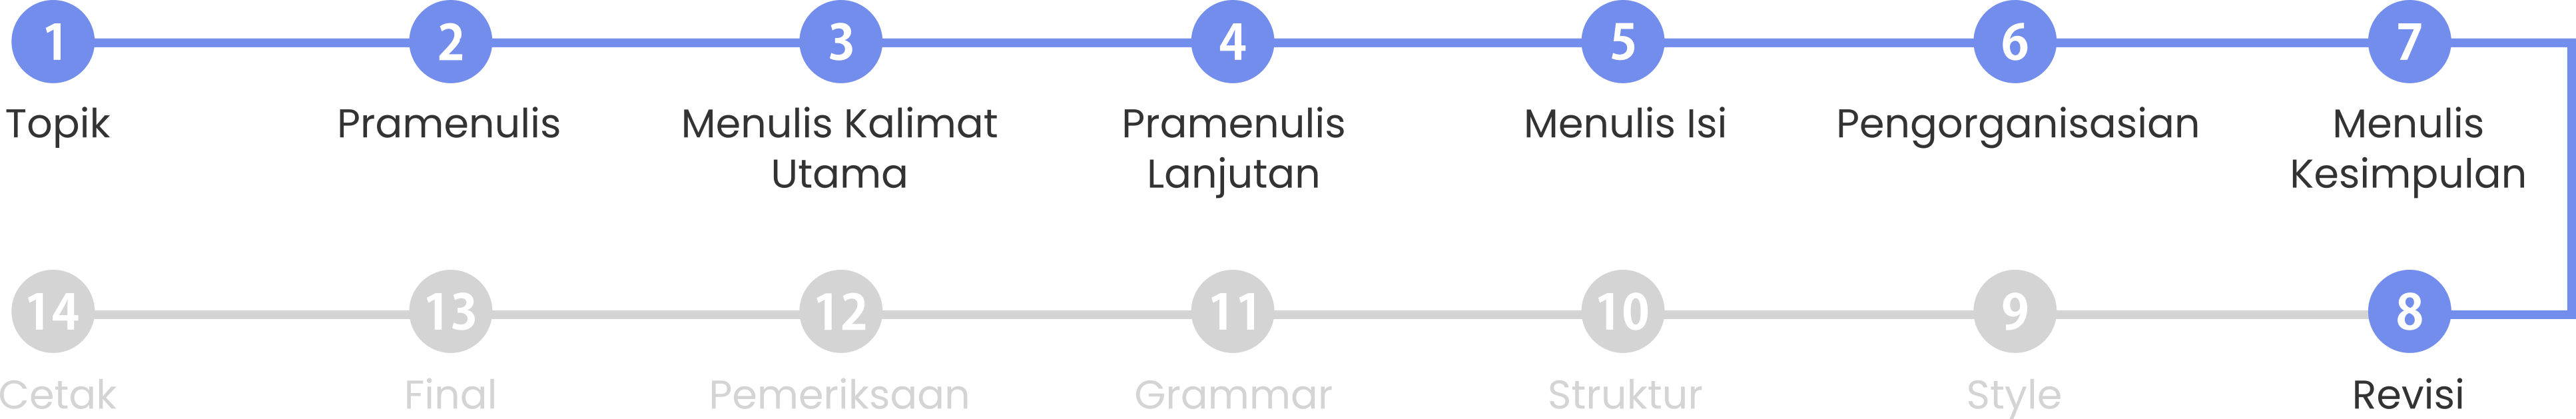 1 2 3 4 5 6 7
Topik Pramenulis Menulis Kalimat Pramenulis Menulis Isi Pengorganisasian Menulis
Utama Lanjutan Kesimpulan
14 13 12 11 10 9 8
Cetak Final Pemeriksaan Grammar Struktur Style Revisi